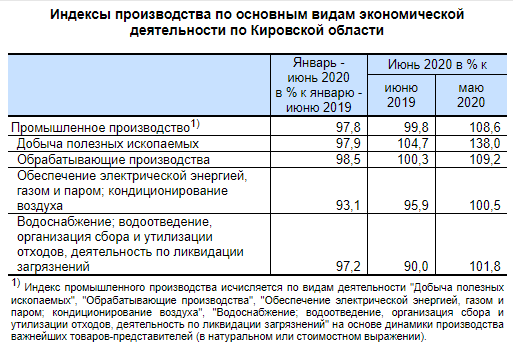 Индексы производства по основным видам экономической
деятельности по Кировской области
Январь -
июнь 2020
в % к январю -
июню 2019
Июнь 2020 в % к
июню
2019
маю
2020
Промышленное производство1) 97,8 99,8 108,6
Добыча полезных ископаемых 97,9 104,7 138,0
Обрабатывающие производства 98,5 100,3 109,2
Обеспечение электрической энергией,
газом и паром; кондиционирование
воздуха 93,1 95,9 100,5
Водоснабжение; водоотведение,
организация сбора и утилизации
отходов, деятельность по ликвидации
загрязнений 97,2 90,0 101,8
1) Индекс промышленного производства исчисляется по видам деятельности "Добыча полезных
ископаемых", "Обрабатывающие производства", "Обеспечение электрической энергией, газом и
паром; кондиционирование воздуха", "Водоснабжение; водоотведение, организация сбора и
утилизации отходов, деятельность по ликвидации загрязнений" на основе динамики производства
важнейших товаров-представителей (в натуральном или стоимостном выражении).